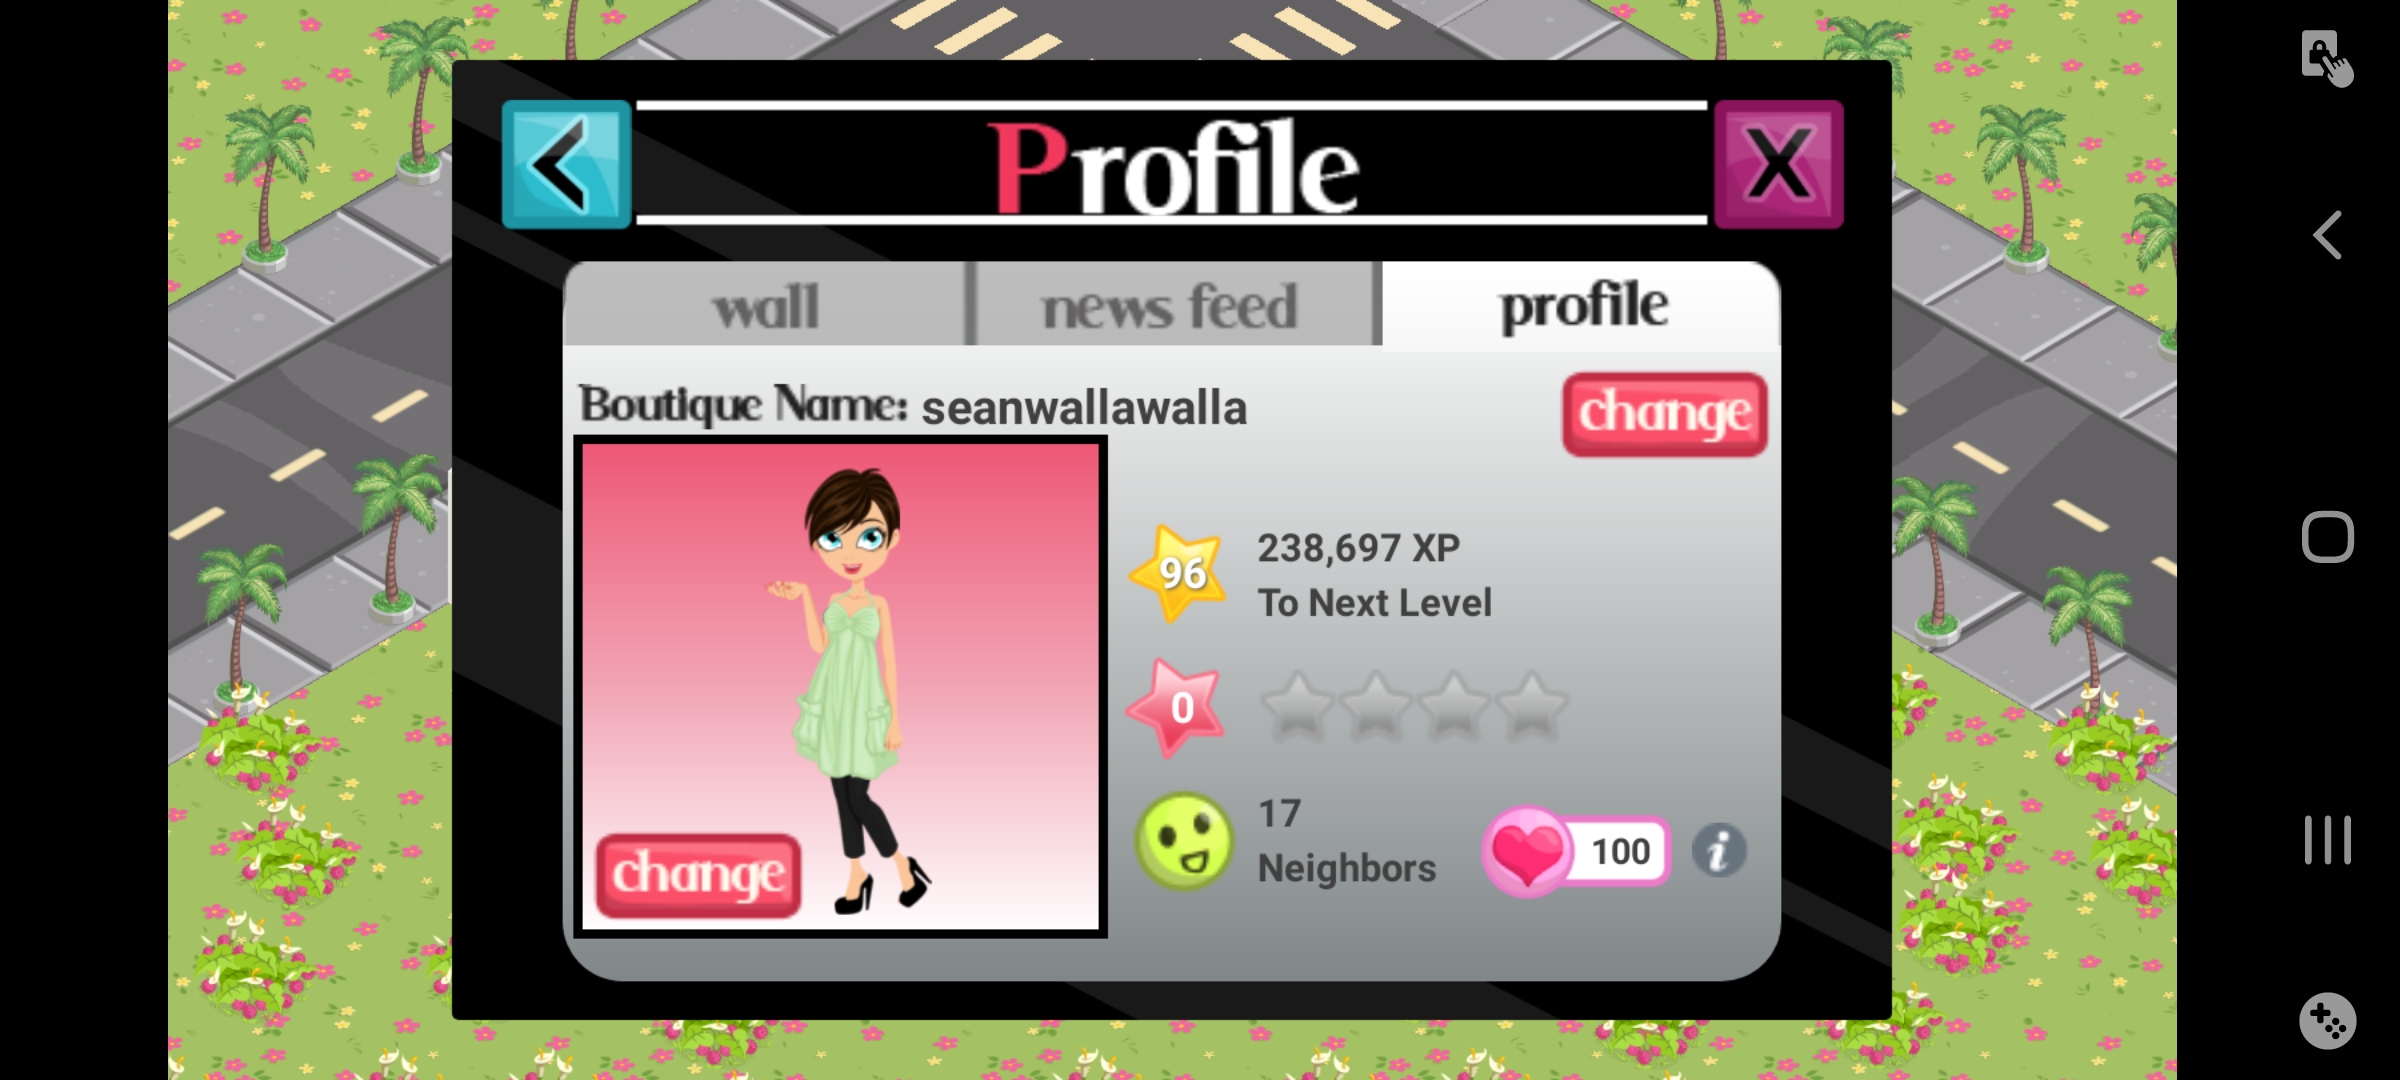 Profile
X
wall
news feed
profile
Boutique Name: seanwallawalla
change
96
238,697 XP
To Next Level
0
17
Neighbors
100
i
change